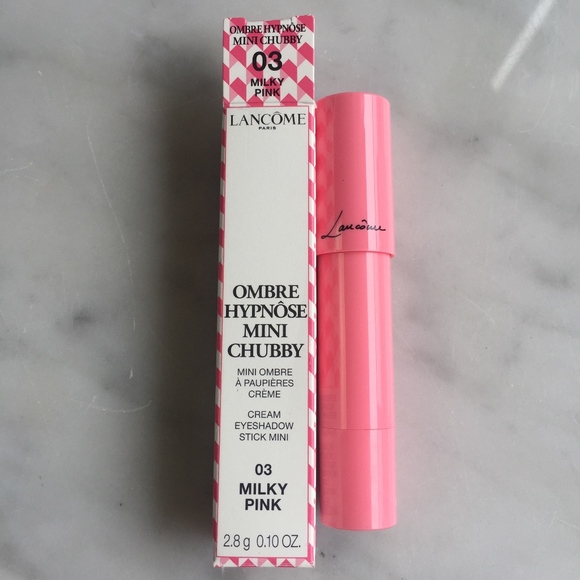 OMBRE HYPNÔSE
MINI CHUBBY
03
MILKY
PINK
LANCÔME
PARIS
Lancôme
OMBRE
HYPNÔSE
MINI
CHUBBY
MINI OMBRE
À PAUPIÈRES
CRÈME
CREAM
EYESHADOW
STICK MINI
03
MILKY
PINK
2.8 g 0.10 OZ.